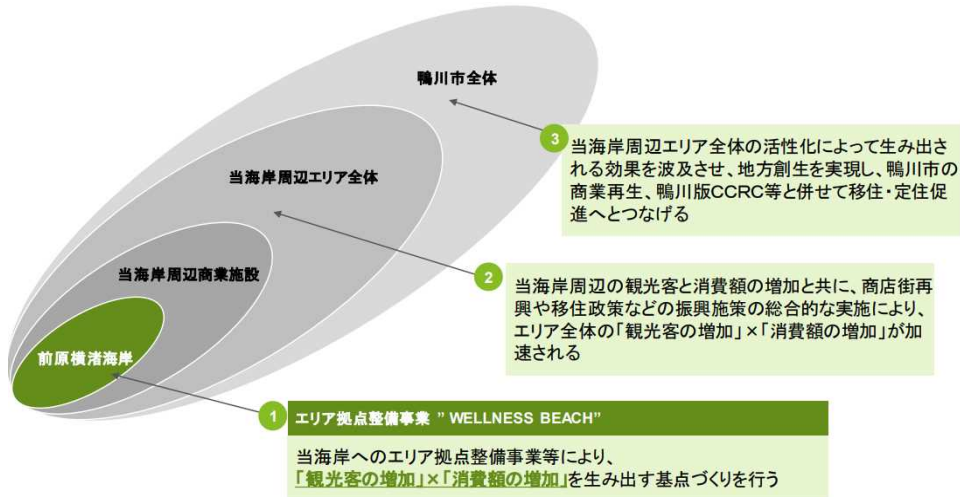 鴨川市全体
3
当海岸周辺エリア全体の活性化によって生み出さ
れる効果を波及させ、地方創生を実現し、鴨川市の
商業再生、鴨川版CCRC等と併せて移住・定住促
進へとつなげる
当海岸周辺エリア全体
当海岸周辺商業施設
2
当海岸周辺の観光客と消費額の増加と共に、商店街再
興や移住政策などの振興施策の総合的な実施により、
エリア全体の「観光客の増加」×「消費額の増加」が加
速される
前原横渚海岸
1
エリア拠点整備事業 ” WELLNESS BEACH”
当海岸へのエリア拠点整備事業等により、
「観光客の増加」×「消費額の増加」を生み出す基点づくりを行う